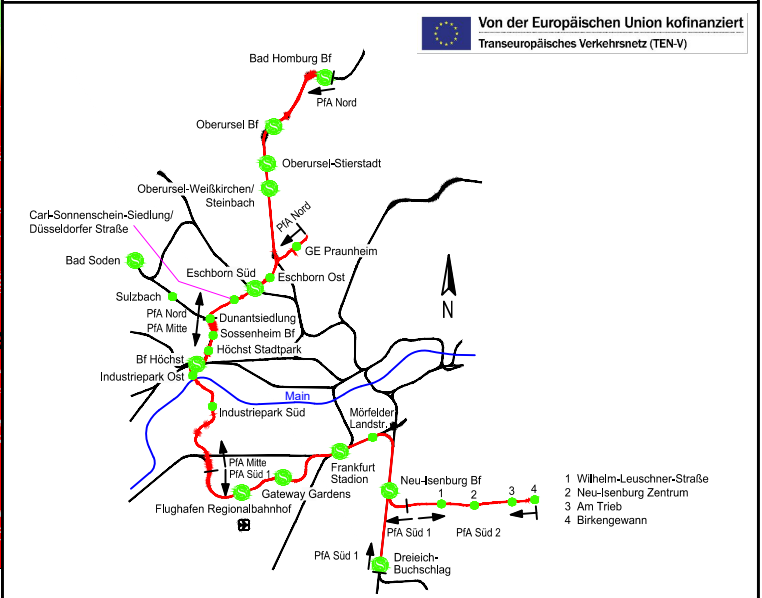 Von der Europäischen Union kofinanziert
Transeuropäisches Verkehrsnetz (TEN-V)
Bad Homburg Bf
PfA Nord
Oberursel Bf
Oberursel-Stierstadt
Oberursel-Weißkirchen/
Steinbach
Carl-Sonnenschein-Siedlung/
Düsseldorfer Straße
PfA Nord
GE Praunheim
Bad Soden
Eschborn Süd
Eschborn Ost
Sulzbach
PfA Nord
PfA Mitte
Dunantsiedlung
Sossenheim Bf
Höchst Stadtpark
N
Bf Höchst
Industriepark Ost
Main
Industriepark Süd
Mörfelder
Landstr.
PfA Mitte
PfA Süd 1
Frankfurt
Stadion
Gateway Gardens
Flughafen Regionalbahnhof
Neu-Isenburg Bf
1
2
3
4
PfA Süd 1
PfA Süd 2
1 Wilhelm-Leuschner-Straße
2 Neu-Isenburg Zentrum
3 Am Trieb
4 Birkengewann
PfA Süd 1
Dreieich-
Buchschlag